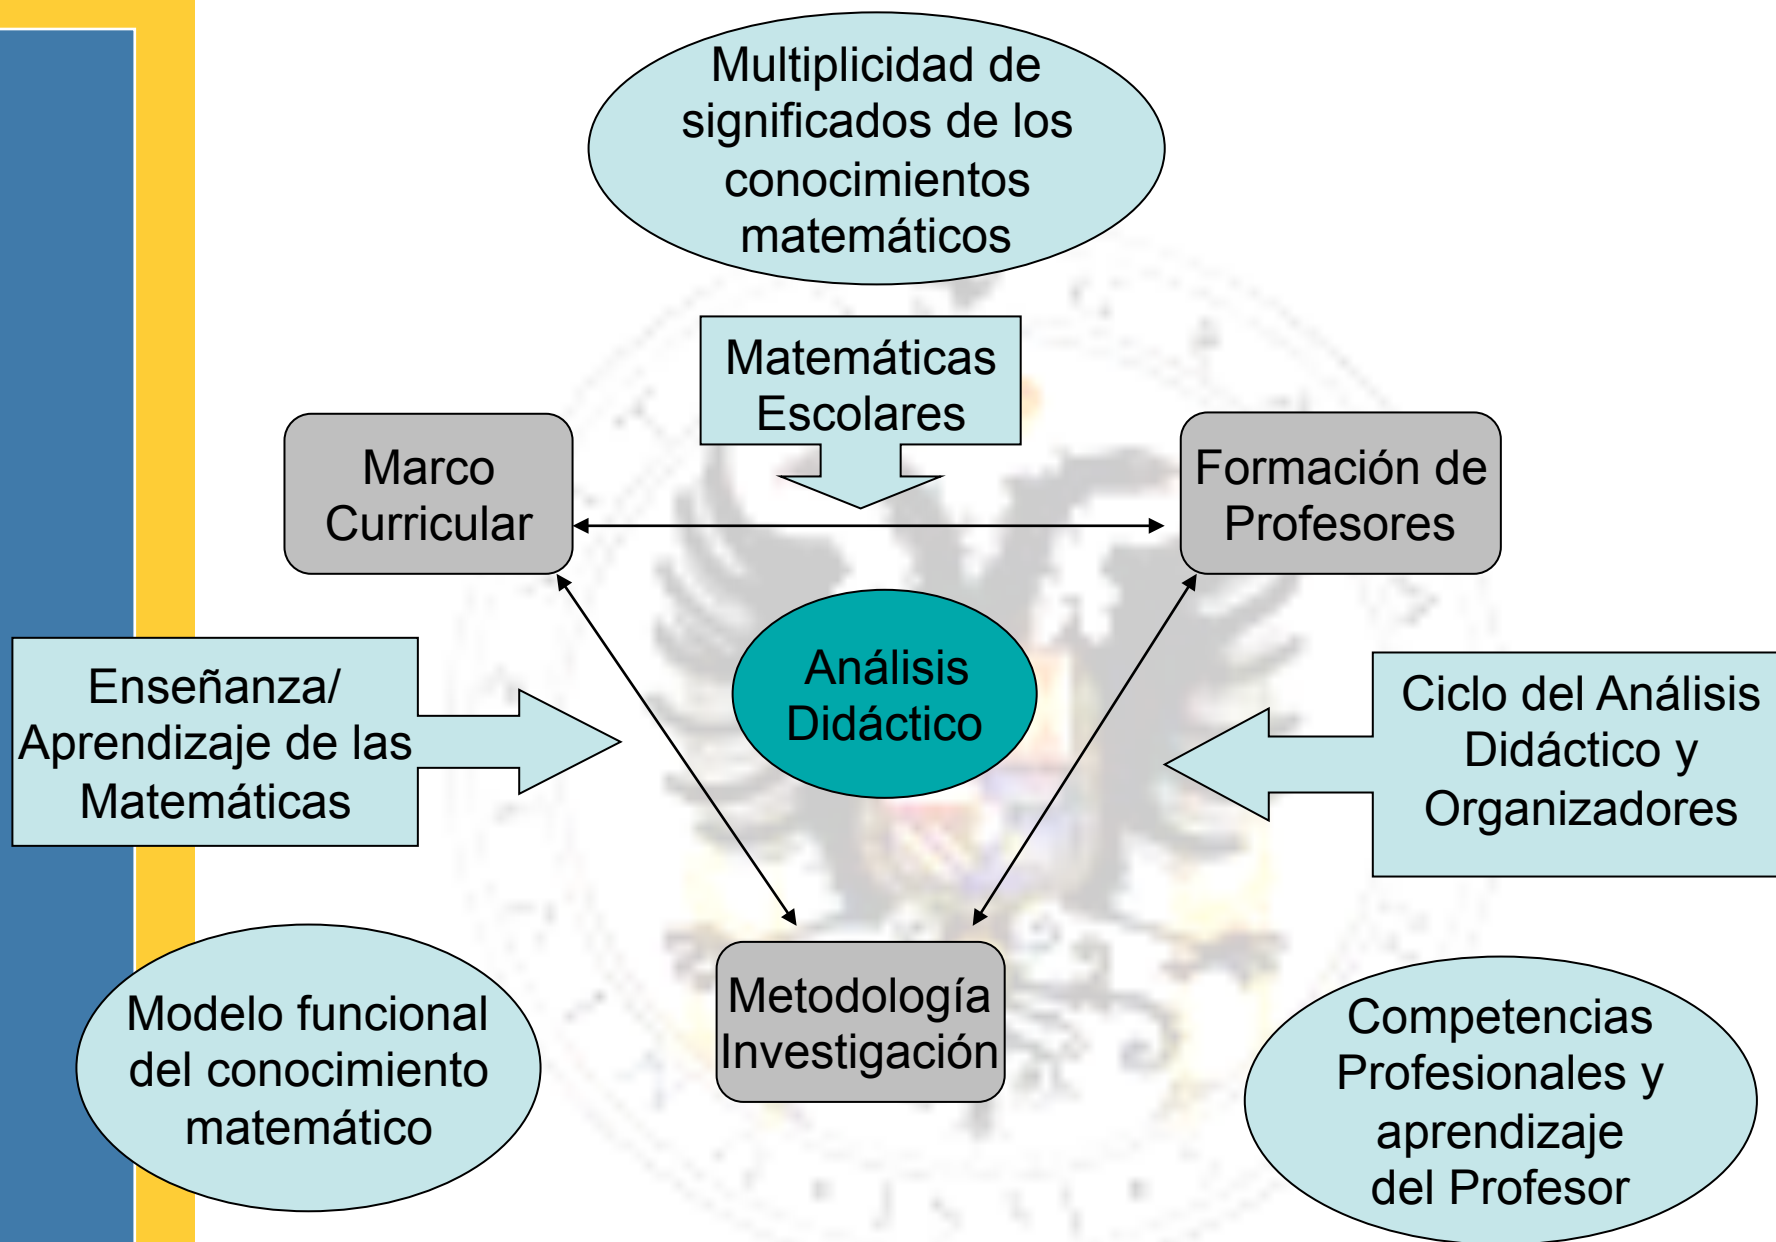 Multiplicidad de
significados de los
conocimientos
matemáticos
Matemáticas
Escolares
Marco
Curricular
Formación de
Profesores
Análisis
Didáctico
Enseñanza/
Aprendizaje de las
Matemáticas
Ciclo del Análisis
Didáctico y
Organizadores
Modelo funcional
del conocimiento
matemático
Metodología
Investigación
Competencias
Profesionales y
aprendizaje
del Profesor